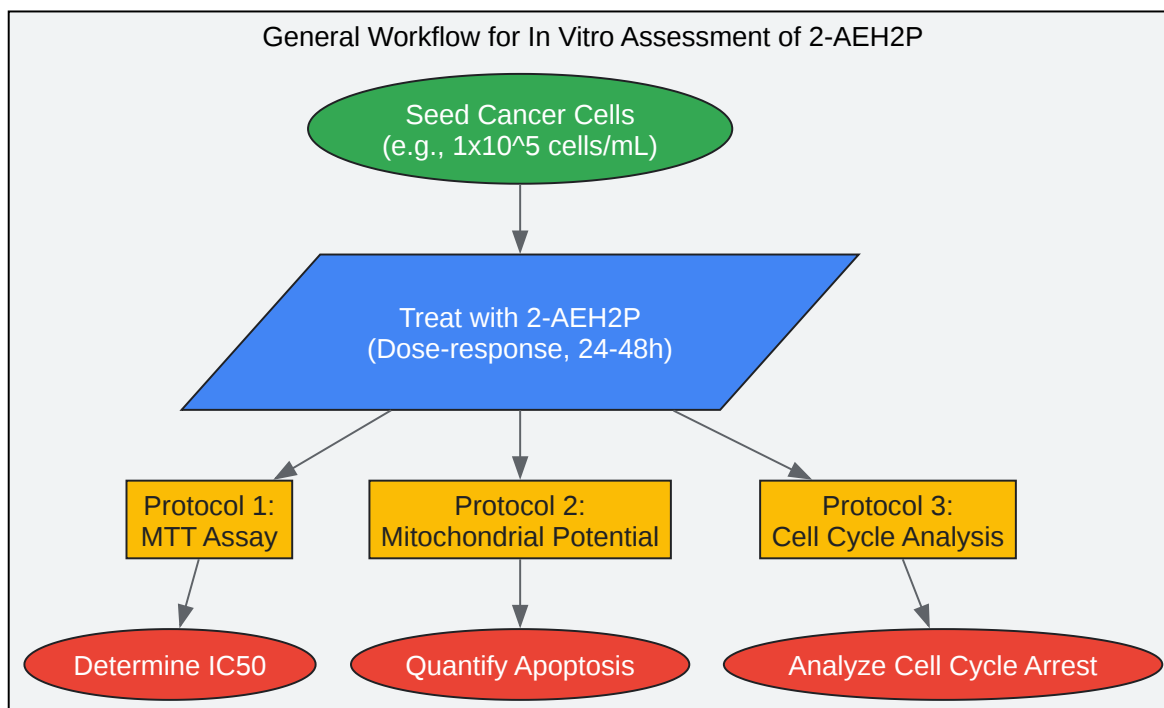 General Workflow for In Vitro Assessment of 2-AEH2P
Seed Cancer Cells
(e.g., 1x10^5 cells/mL)
Treat with 2-AEH2P
(Dose-response, 24-48h)
Protocol 1:
MTT Assay
Protocol 2:
Mitochondrial Potential
Protocol 3:
Cell Cycle Analysis
Determine IC50
Quantify Apoptosis
Analyze Cell Cycle Arrest